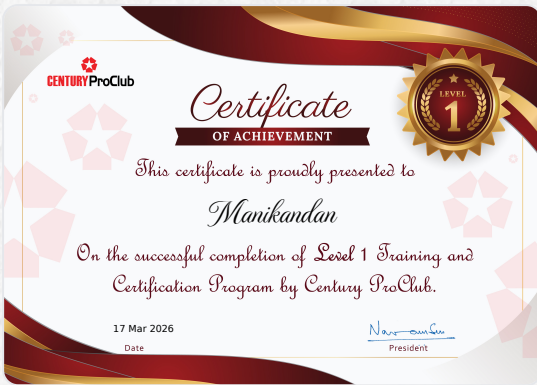 CENTURY ProClub
Certificate
OF ACHIEVEMENT
LEVEL
1
This certificate is proudly presented to
Manikandan
On the successful completion of Level 1 Training and
Certification Program by Century ProClub.
17 Mar 2026
Date
President